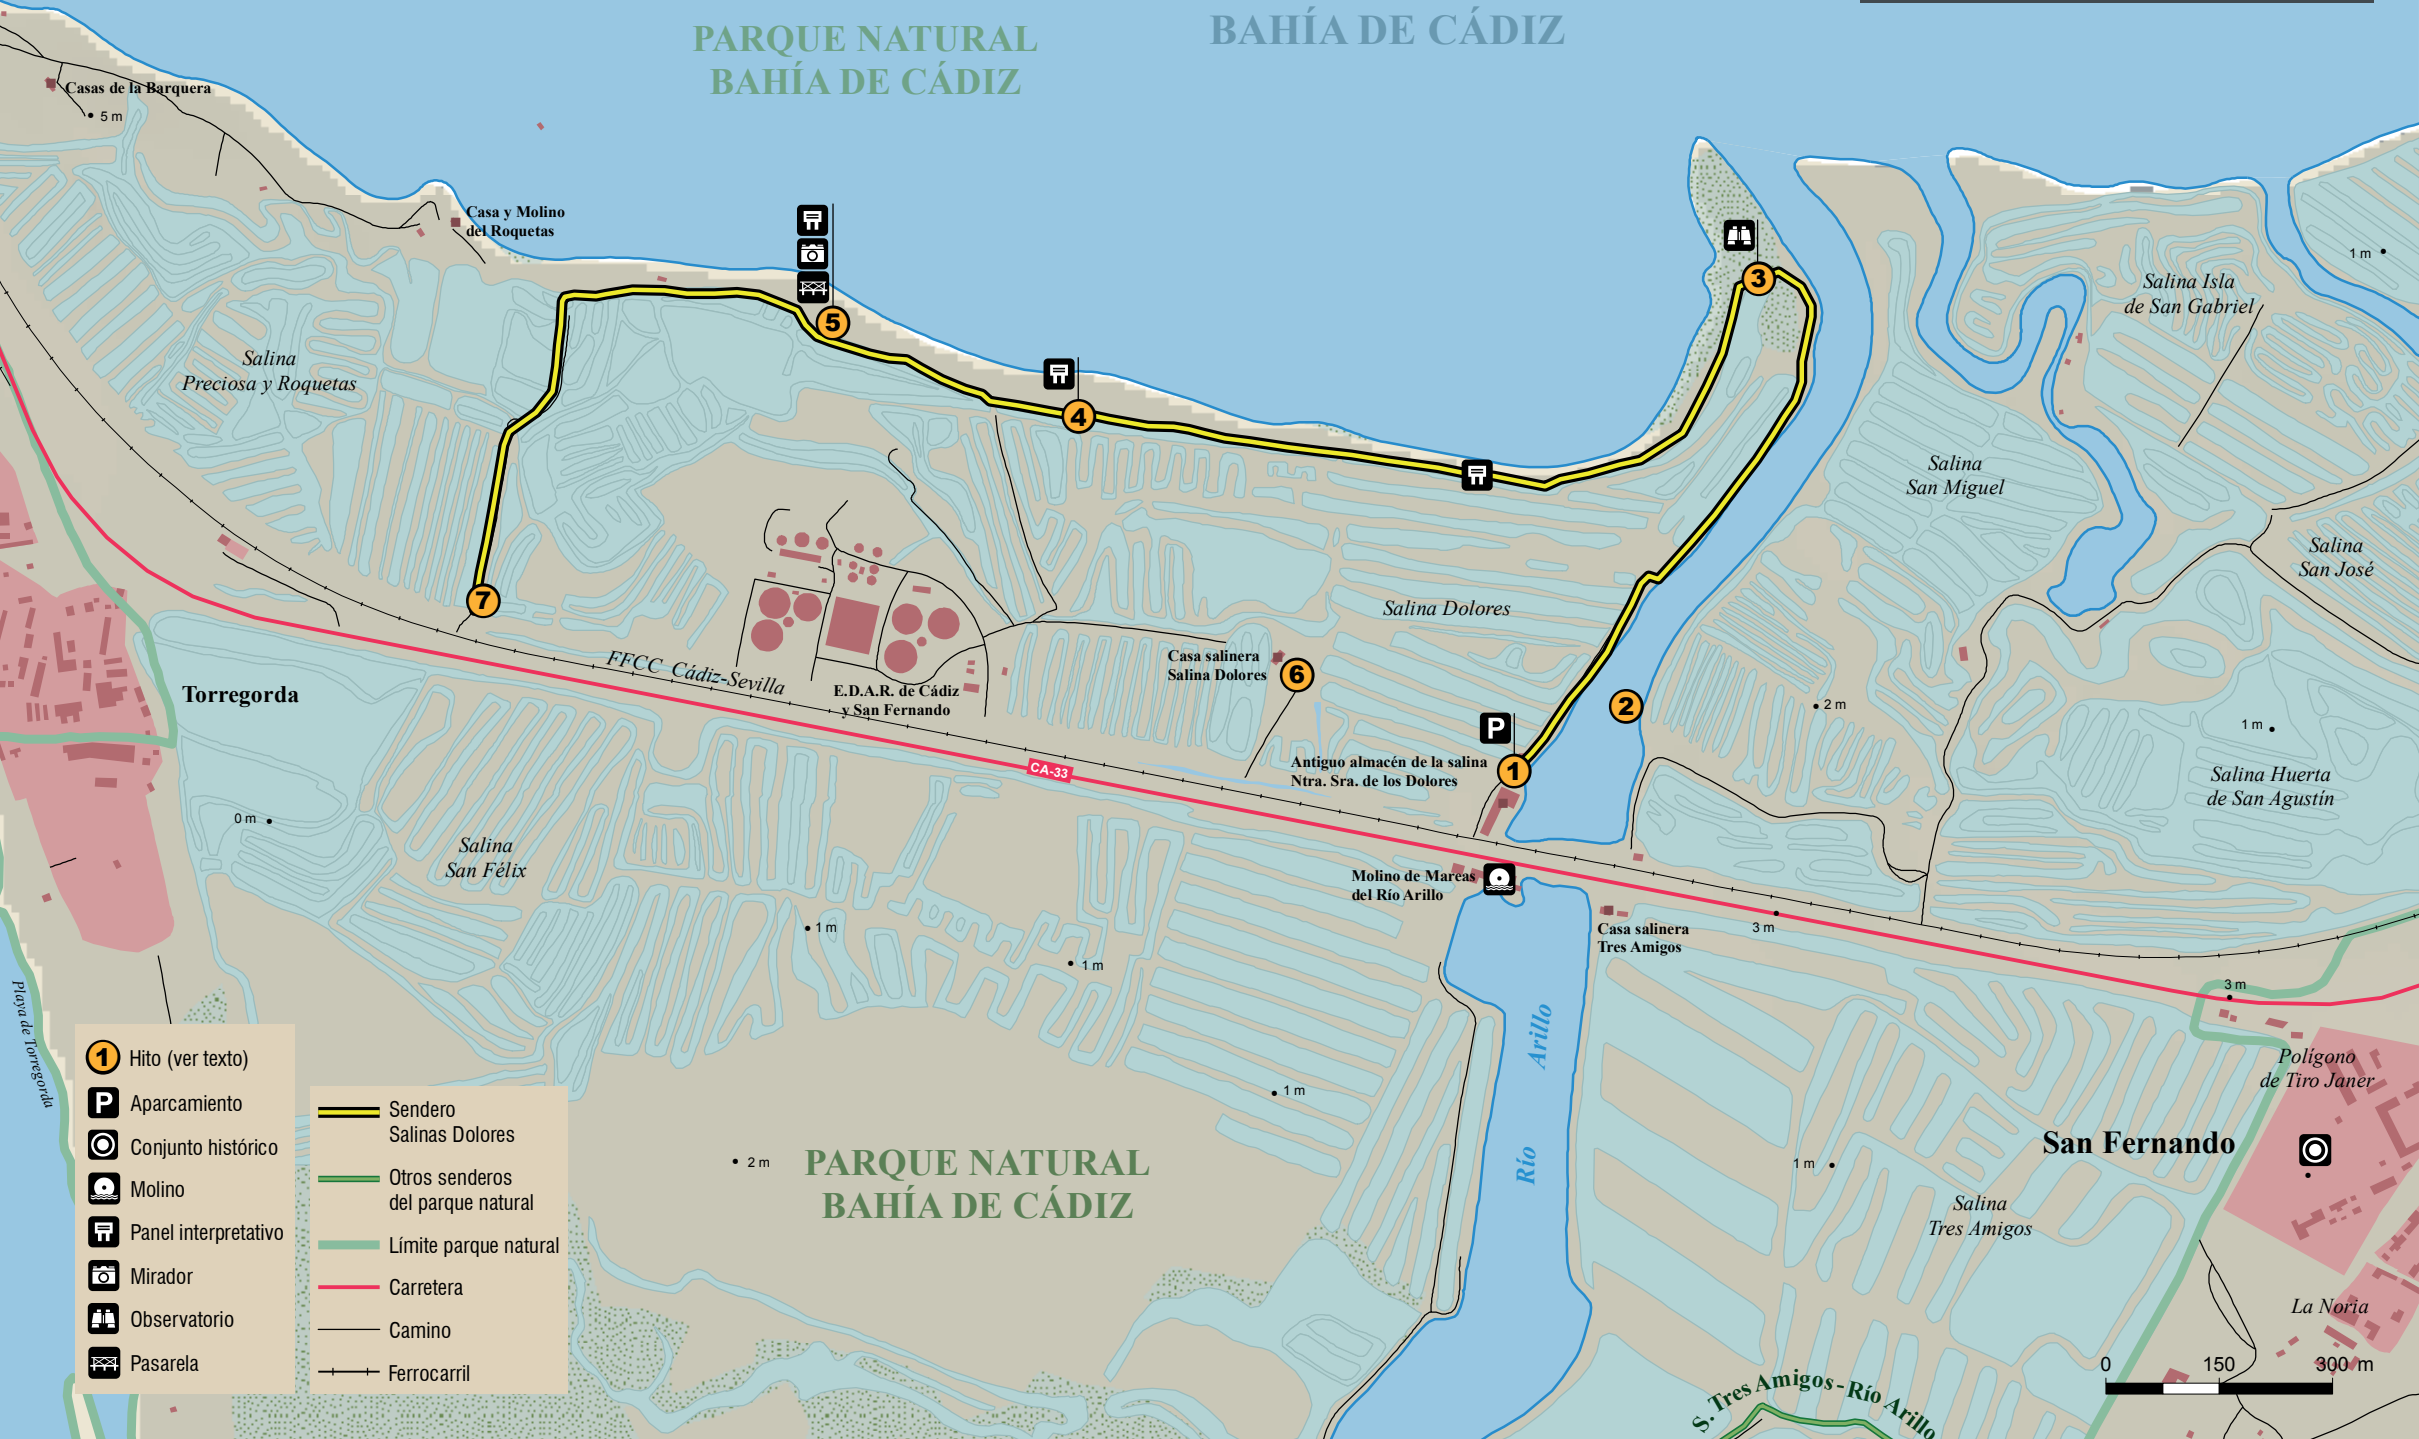 PARQUE NATURAL
BAHÍA DE CÁDIZ
BAHÍA DE CÁDIZ
Casas de la Barquera
5 m
Casa y Molino
del Roquetas
3
5
4
1 m
Salina Isla
de San Gabriel
Salina
Preciosa y Roquetas
Salina
San Miguel
Salina
San José
7
Salina Dolores
FFCC Cádiz-Sevilla
Casa salinera
Salina Dolores
6
E.D.A.R. de Cádiz
y San Fernando
Torregorda
2
2 m
1 m
P
CA-33
Antiguo almacén de la salina
Ntra. Sra. de los Dolores
1
Salina Huerta
de San Agustín
0 m
Salina
San Félix
Molino de Mareas
del Río Arillo
Casa salinera
Tres Amigos
3 m
1 m
1 m
3 m
Playa de Torregorda
Río Arillo
1 m
Polígono
de Tiro Janer
San Fernando
1 m
Salina
Tres Amigos
2 m
PARQUE NATURAL
BAHÍA DE CÁDIZ
La Noria
S. Tres Amigos-Río Arillo
0 150 300 m
1 Hito (ver texto)
P Aparcamiento
Conjunto histórico
Molino
Panel interpretativo
Mirador
Observatorio
Pasarela
Sendero
Salinas Dolores
Otros senderos
del parque natural
Límite parque natural
Carretera
Camino
Ferrocarril